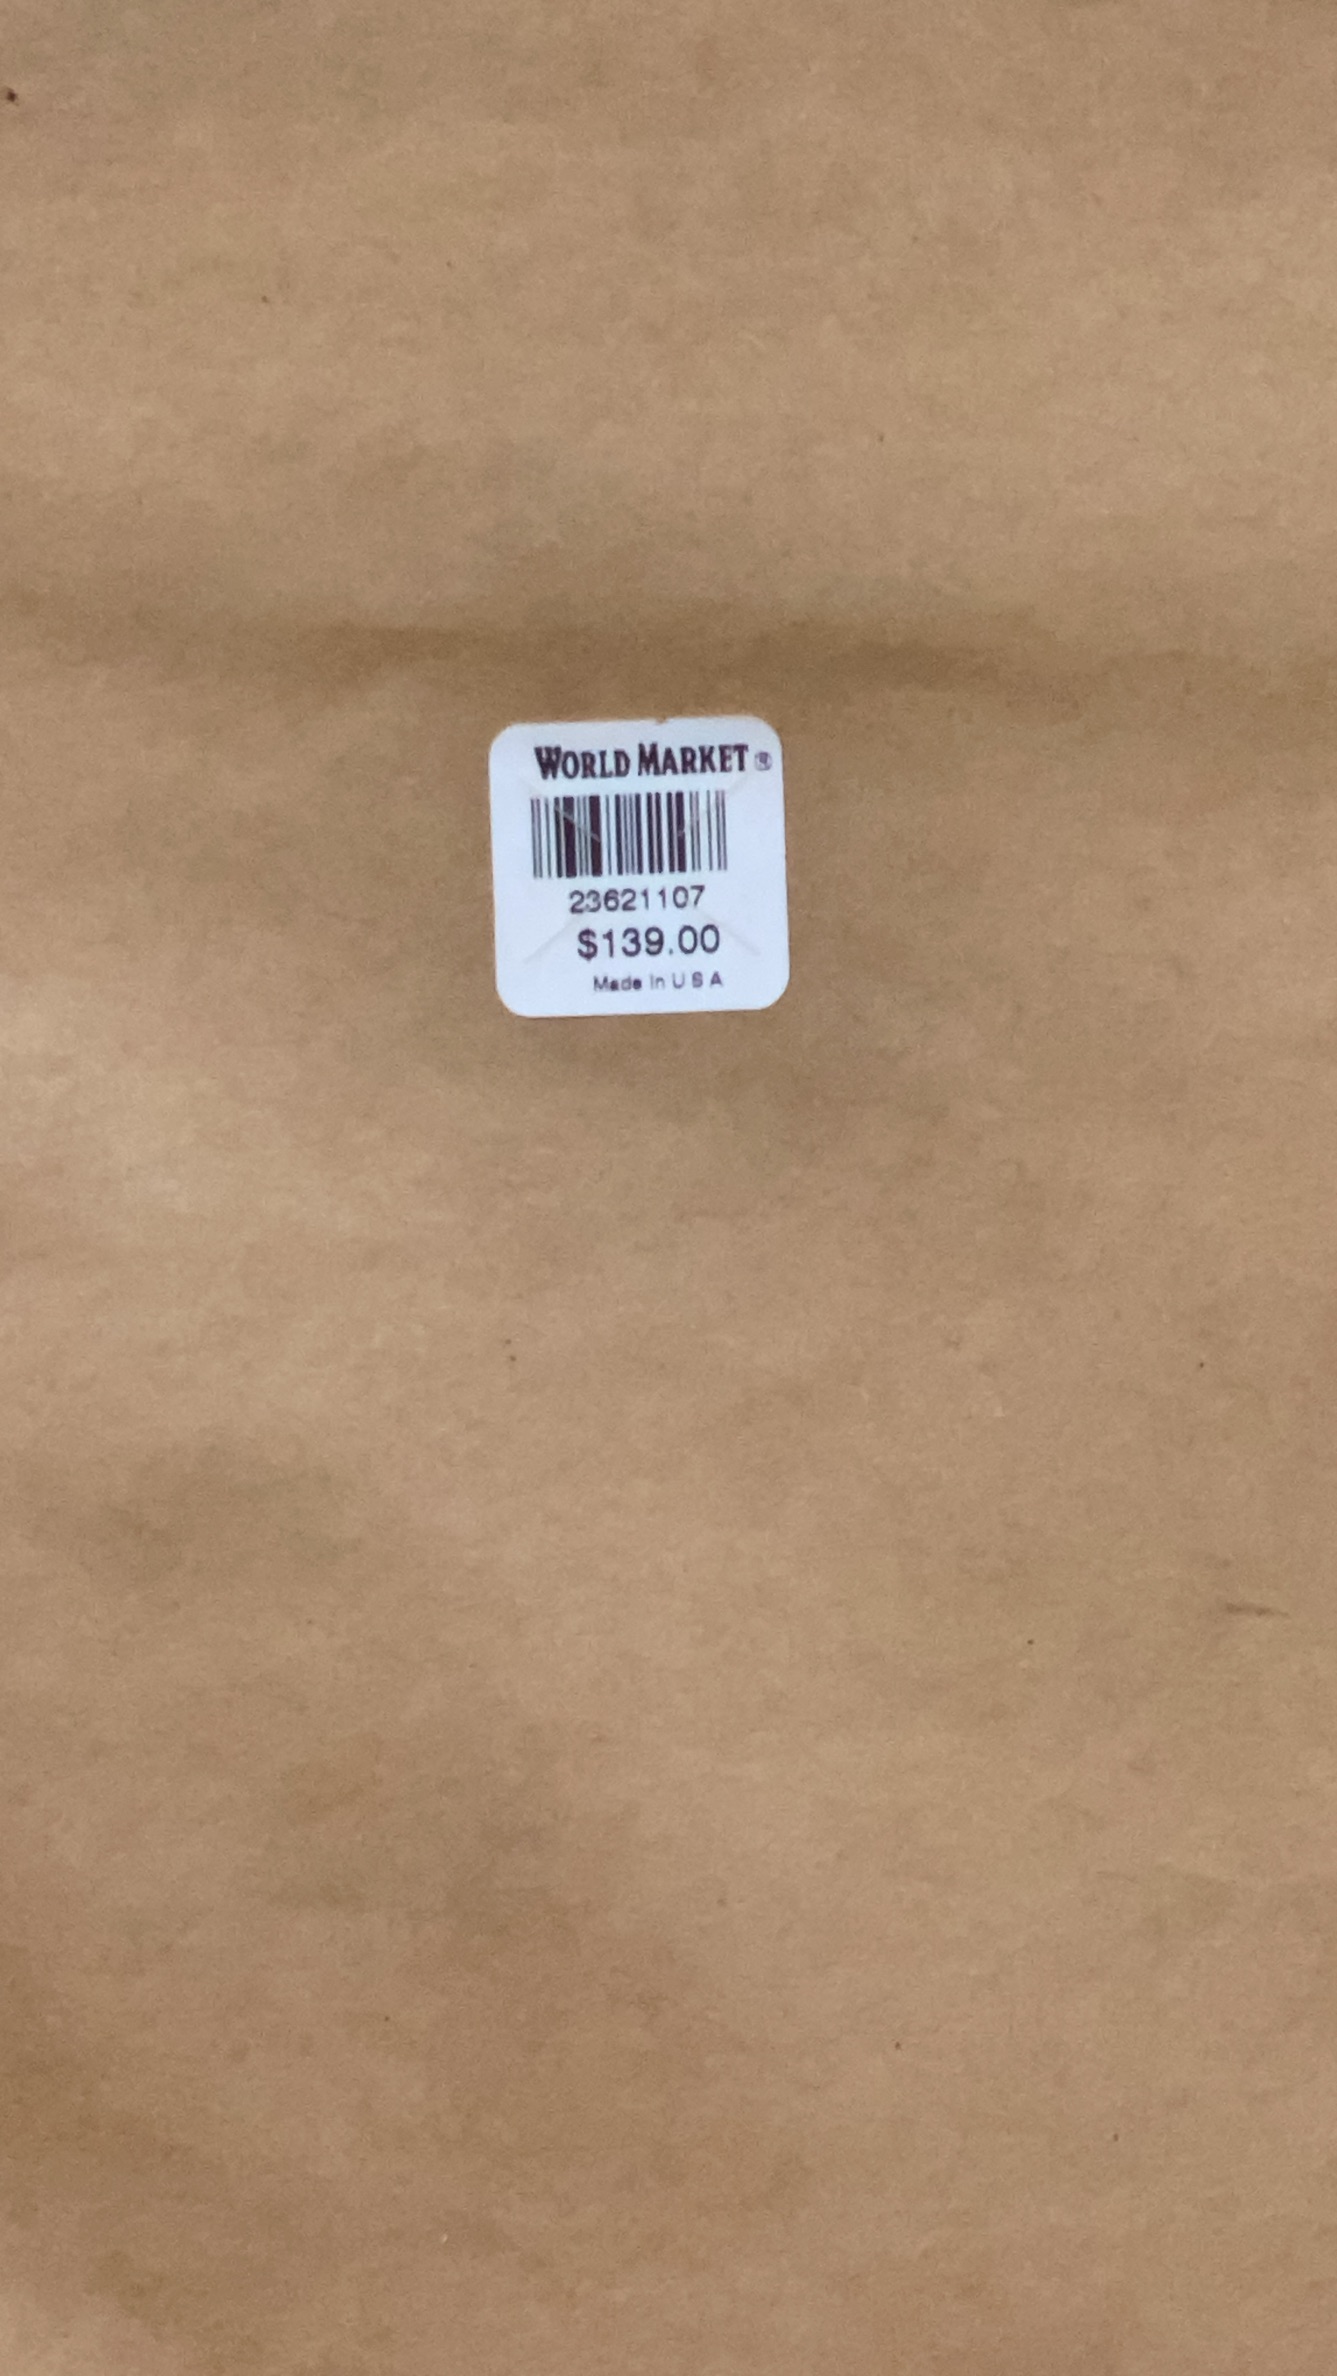 WORLD MARKET®
23621107
$139.00
Made In U S A